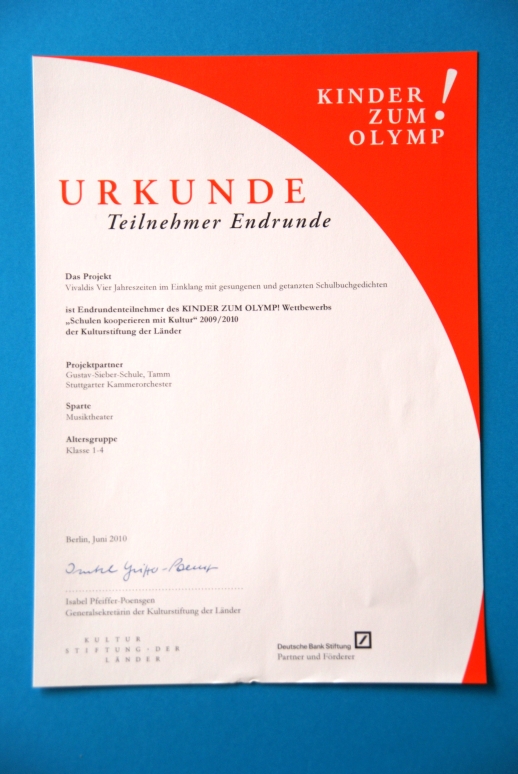 KINDER
ZUM
OLYMP!
URKUNDE
Teilnehmer Endrunde
Das Projekt
Vivaldis Vier Jahreszeiten im Einklang mit gesungenen und getanzten Schulbuchgedichten
ist Endrundenteilnehmer des KINDER ZUM OLYMP! Wettbewerbs
„Schulen kooperieren mit Kultur“ 2009/2010
der Kulturstiftung der Länder
Projektpartner
Gustav-Sieber-Schule, Tamm
Stuttgarter Kammerorchester
Sparte
Musiktheater
Altersgruppe
Klasse 1-4
Berlin, Juni 2010
Isabel Pfeiffer-Poensgen
Generalsekretärin der Kulturstiftung der Länder
KULTUR
STIFTUNG · DER
LÄNDER
Deutsche Bank Stiftung
Partner und Förderer